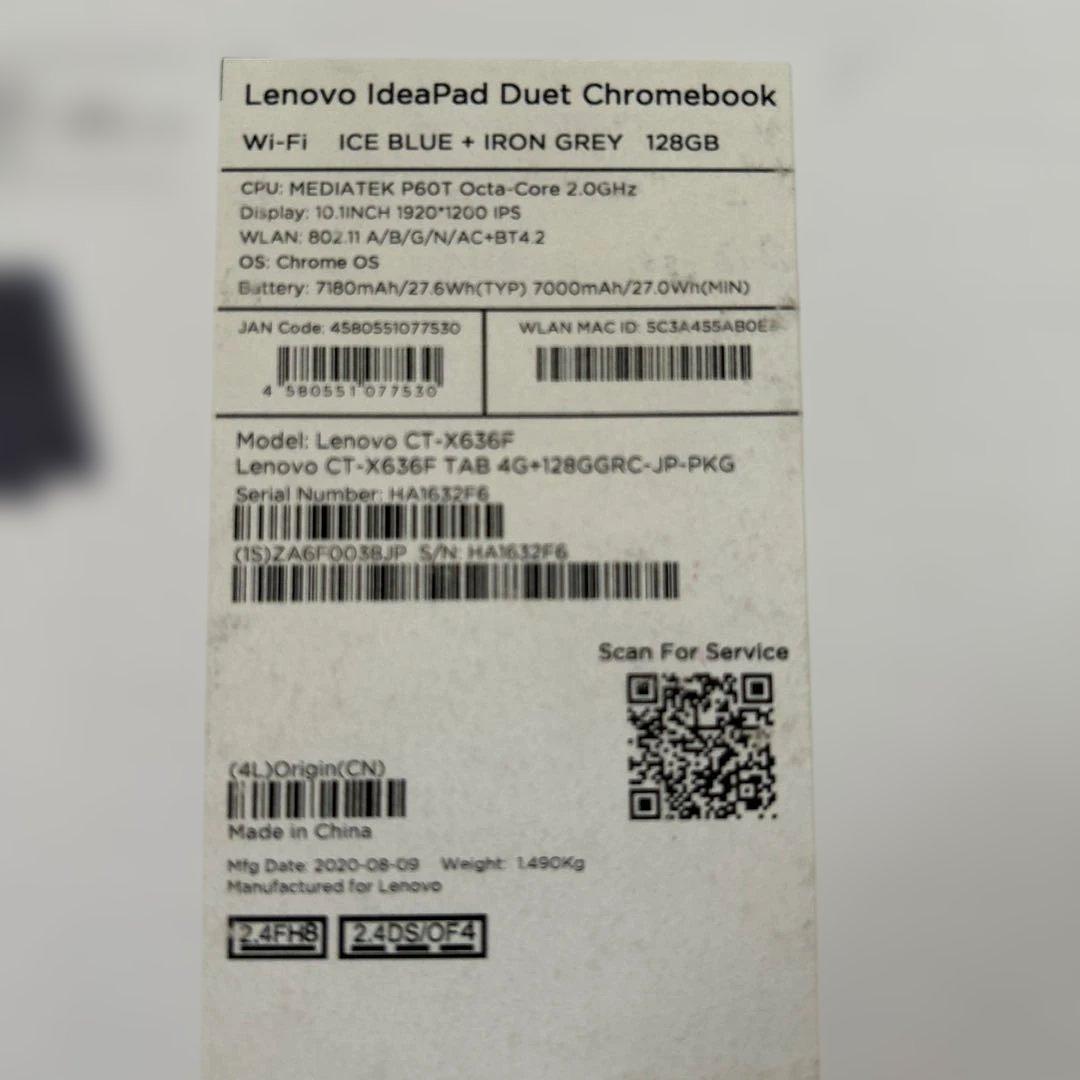 Lenovo IdeaPad Duet Chromebook
Wi-Fi ICE BLUE + IRON GREY 128GB
CPU: MEDIATEK P60T Octa-Core 2.0GHz
Display: 10.1INCH 1920*1200 IPS
WLAN: 802.11 A/B/G/N/AC+BT4.2
OS: Chrome OS
Battery: 7180mAh/27.6Wh(TYP) 7000mAh/27.0Wh(MIN)
JAN Code: 4580551077530
4 580551 077530
WLAN MAC ID:
Model: Lenovo CT-X636F
Lenovo CT-X636F TAB 4G+128GGRC-JP-PKG
Serial Number: HA1632F6
(1S)ZA6F0038JP S/N: HA1632F6
Scan For Service
(4L)Origin(CN)
Made in China
Mfg Date: 2020-08-09 Weight: 1.490Kg
Manufactured for Lenovo
2.4FH8 2.4DS/OF4